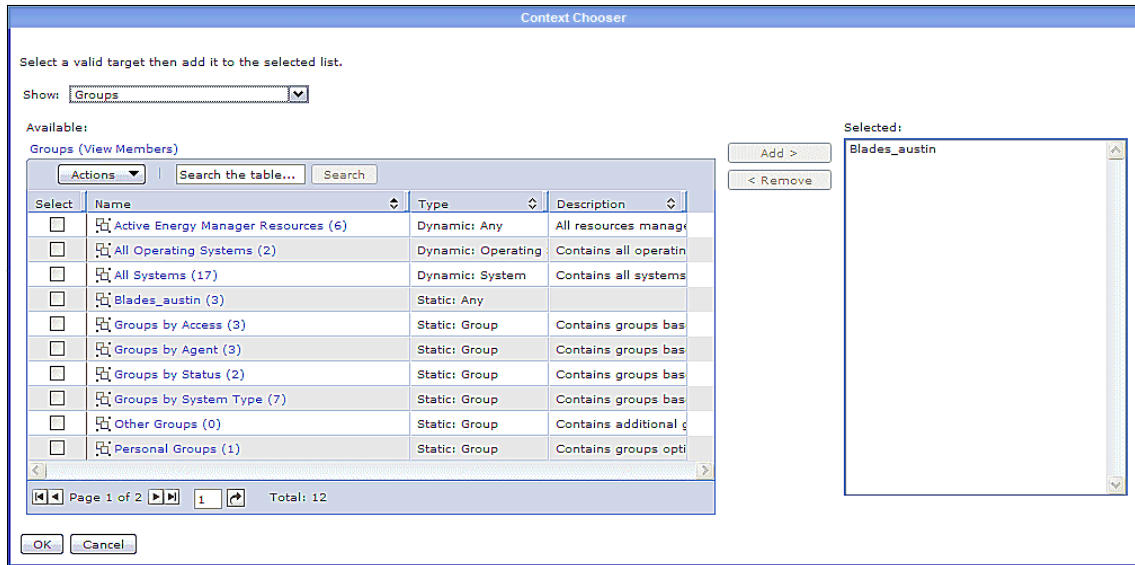 Context Chooser
Select a valid target then add it to the selected list.
Show: Groups
Available:
Groups (View Members)
Actions | Search the table... Search
Select Name Type Description
Active Energy Manager Resources (6) Dynamic: Any All resources manage
All Operating Systems (2) Dynamic: Operating Contains all operatin
All Systems (17) Dynamic: System Contains all systems
Blades_austin (3) Static: Any
Groups by Access (3) Static: Group Contains groups bas
Groups by Agent (3) Static: Group Contains groups bas
Groups by Status (2) Static: Group Contains groups bas
Groups by System Type (7) Static: Group Contains groups bas
Other Groups (0) Static: Group Contains additional g
Personal Groups (1) Static: Group Contains groups opti
Page 1 of 2 1 Total: 12
Add >
< Remove
Selected:
Blades_austin
OK Cancel